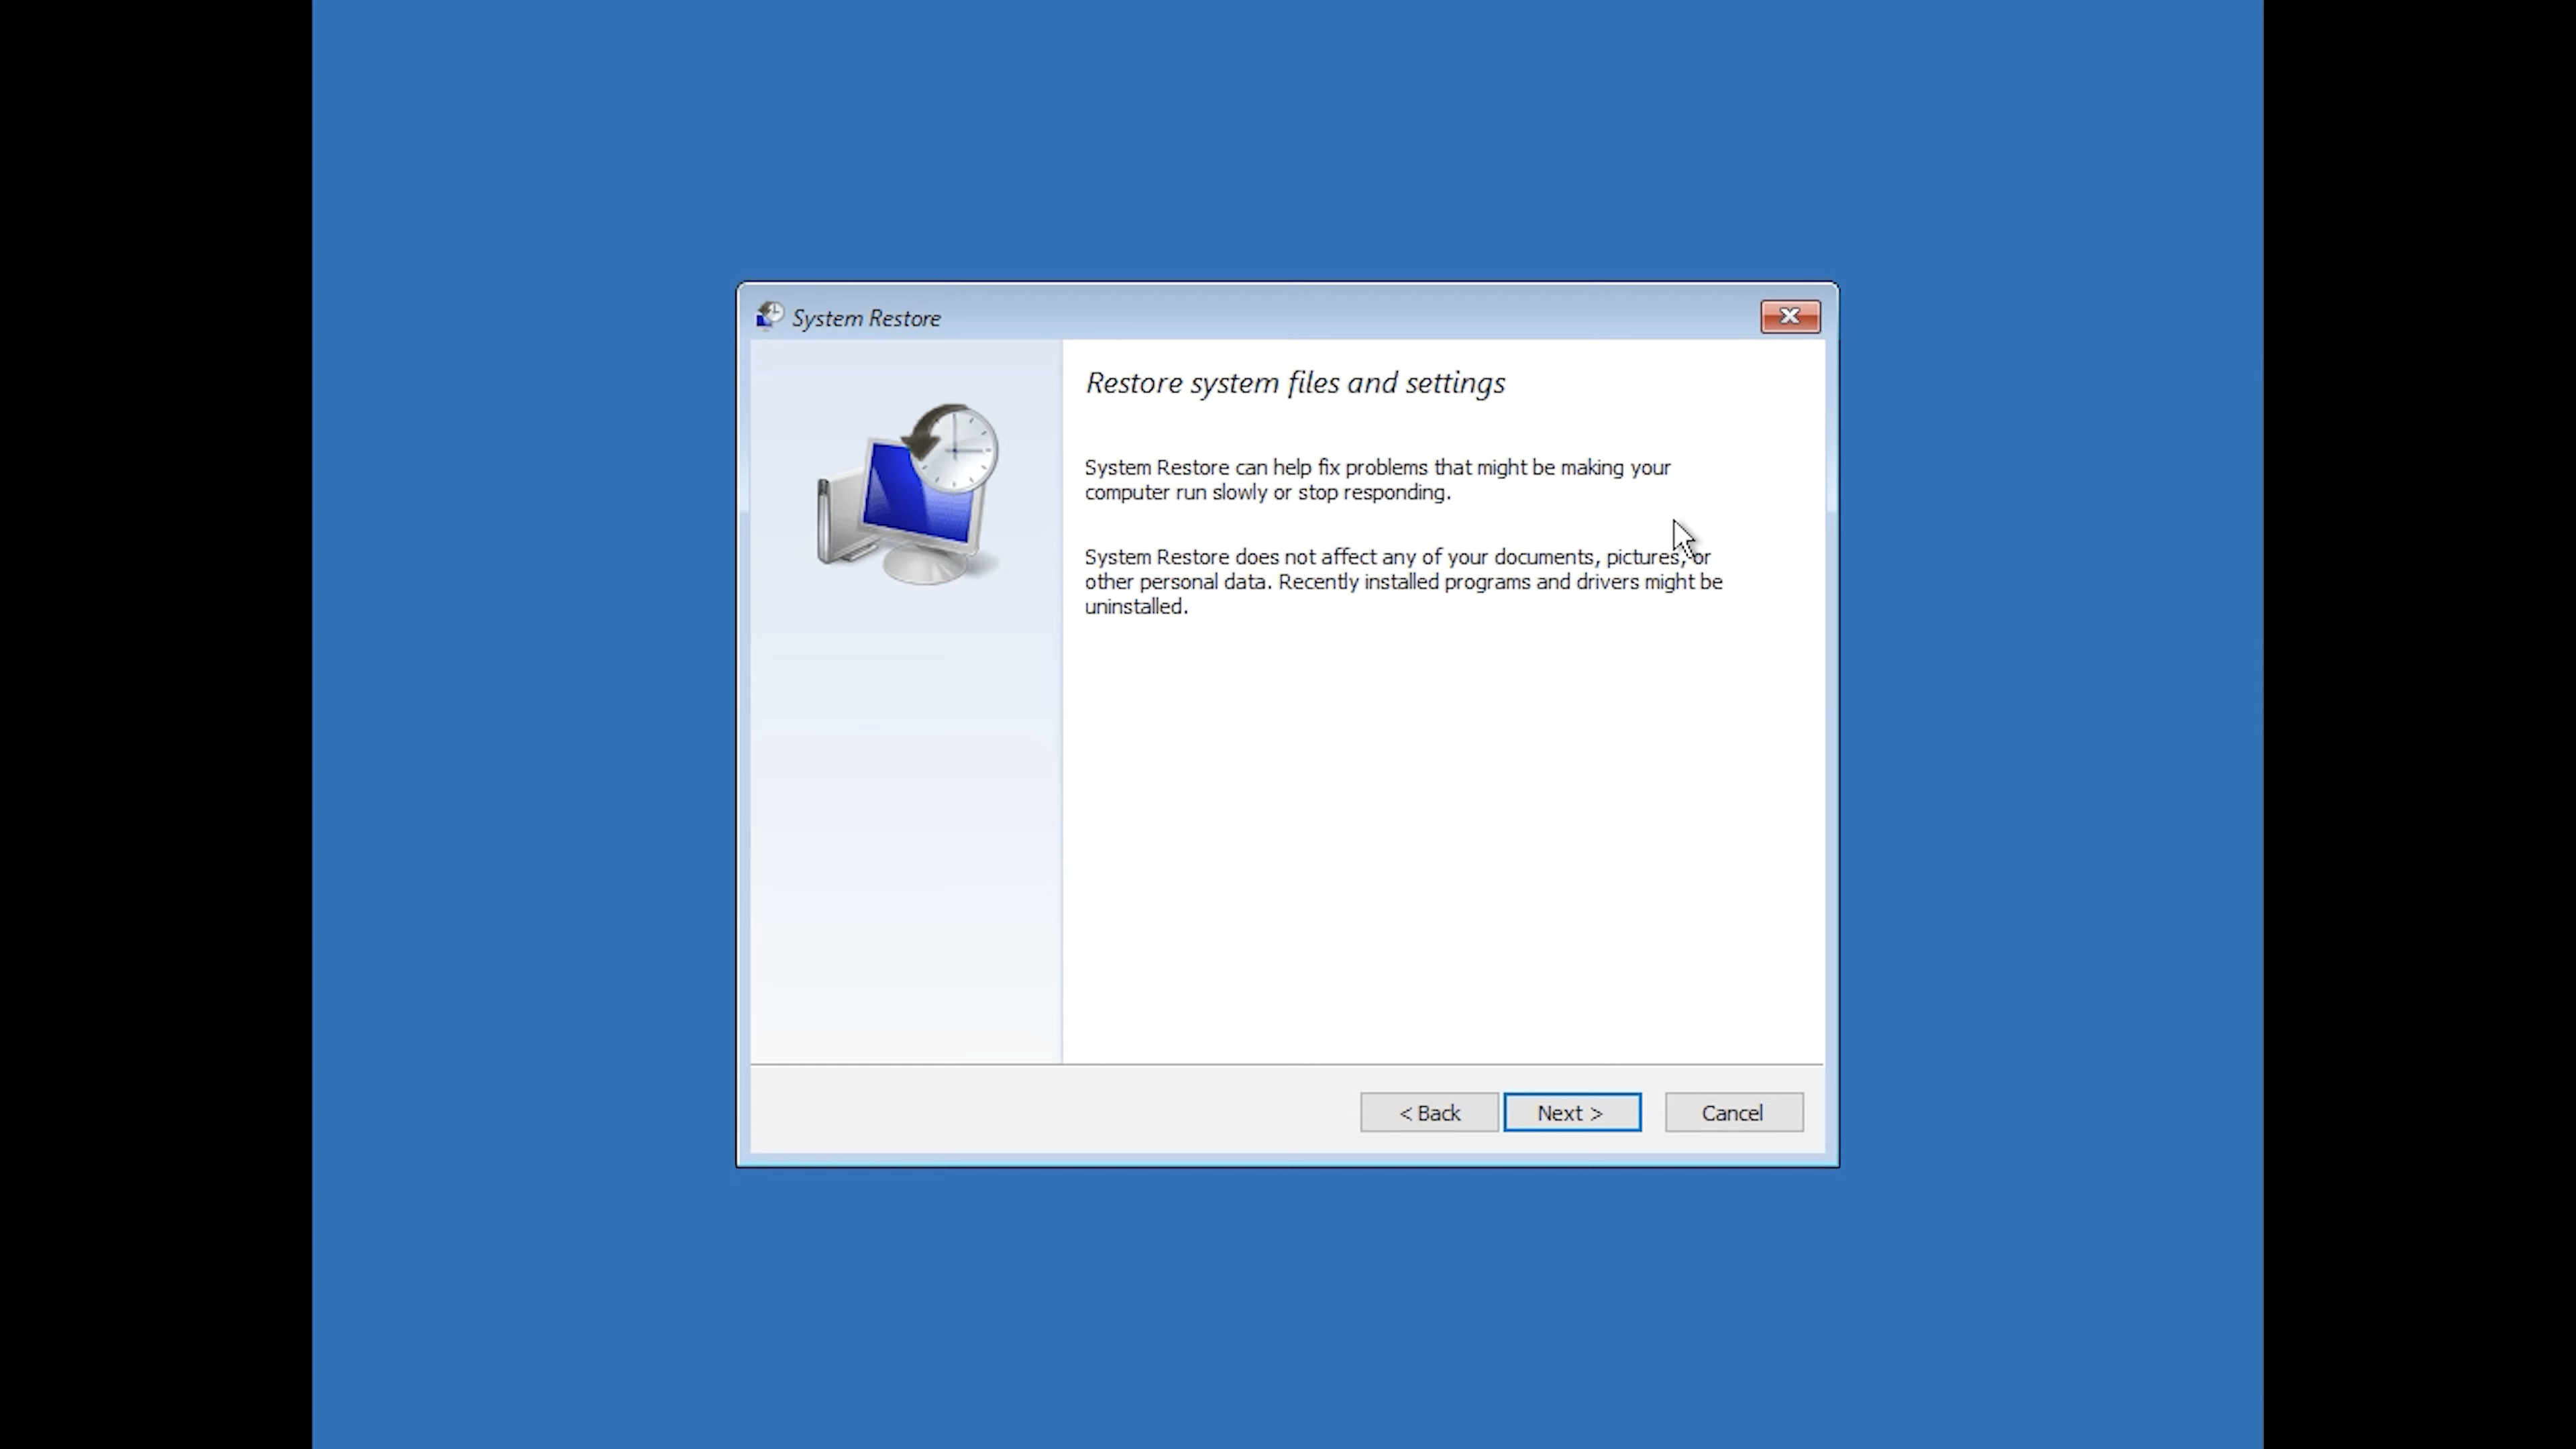 System Restore
Restore system files and settings
System Restore can help fix problems that might be making your
computer run slowly or stop responding.
System Restore does not affect any of your documents, pictures, or
other personal data. Recently installed programs and drivers might be
uninstalled.
< Back
Next >
Cancel